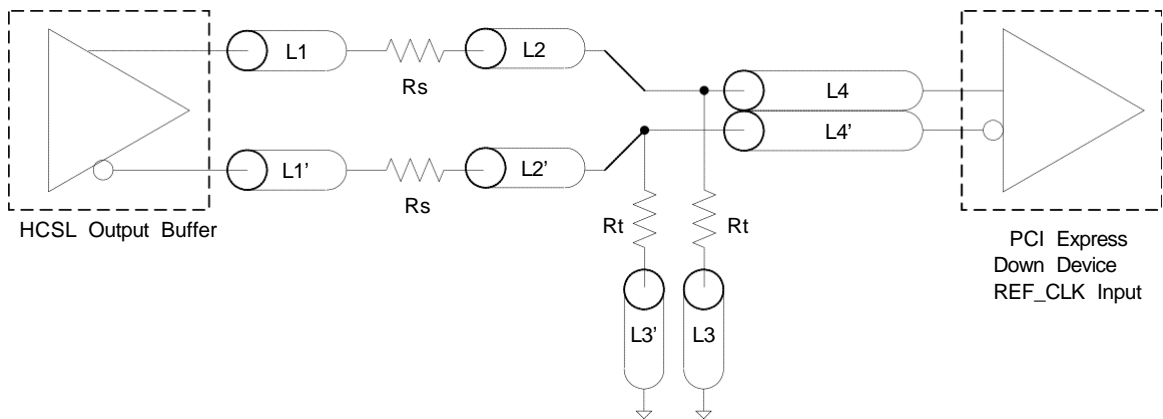 L1
Rs
L2
L4
L4’
L1’
Rs
L2’
HCSL Output Buffer
Rt
Rt
L3’
L3
PCI Express
Down Device
REF_CLK Input